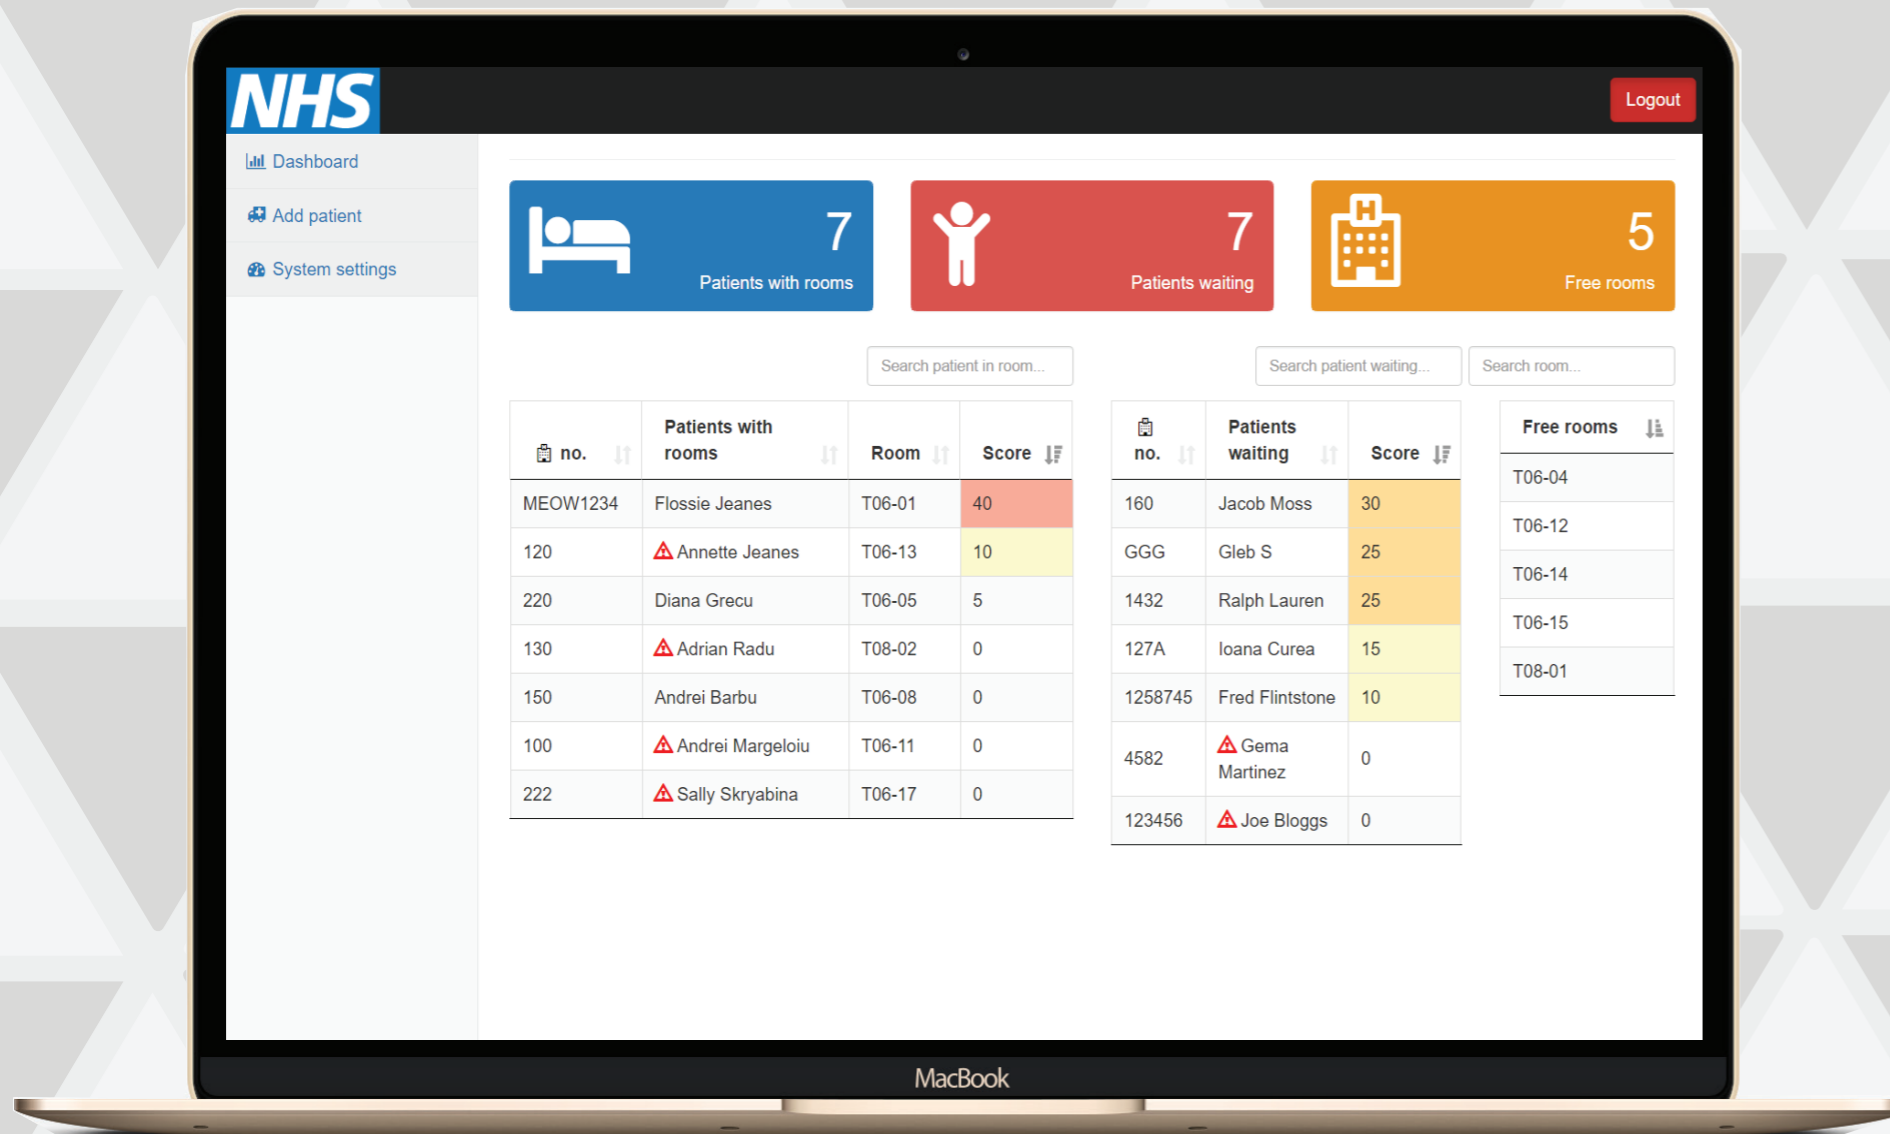 NHS
Logout
Dashboard
Add patient
System settings
7
Patients with rooms
7
Patients waiting
5
Free rooms
Search patient in room...
Search patient waiting...
Search room...
no. Patients with rooms Room Score
MEOW1234 Flossie Jeanes T06-01 40
120 Annette Jeanes T06-13 10
220 Diana Grecu T06-05 5
130 Adrian Radu T08-02 0
150 Andrei Barbu T06-08 0
100 Andrei Margeloiu T06-11 0
222 Sally Skryabina T06-17 0
no. Patients waiting Score
160 Jacob Moss 30
GGG Gleb S 25
1432 Ralph Lauren 25
127A Ioana Curea 15
1258745 Fred Flintstone 10
4582 Gema Martinez 0
123456 Joe Bloggs 0
Free rooms
T06-04
T06-12
T06-14
T06-15
T08-01
MacBook